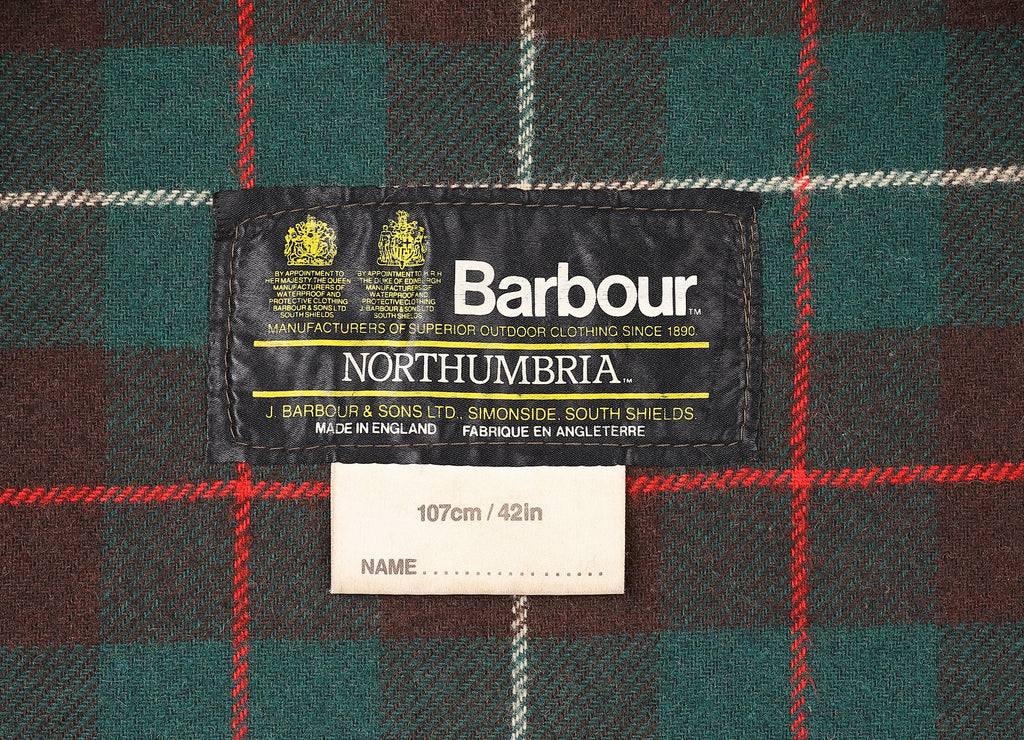 BY APPOINTMENT TO
HER MAJESTY THE QUEEN
MANUFACTURERS OF
WATERPROOF AND
PROTECTIVE CLOTHING
BARBOUR & SONS LTD
SOUTH SHIELDS
BY APPOINTMENT TO H.R.H
THE DUKE OF EDINBURGH
MANUFACTURERS OF
WATERPROOF AND
PROTECTIVE CLOTHING
J. BARBOUR & SONS LTD
SOUTH SHIELDS
Barbour™
MANUFACTURERS OF SUPERIOR OUTDOOR CLOTHING SINCE 1890.
NORTHUMBRIA™
J. BARBOUR & SONS LTD., SIMONSIDE, SOUTH SHIELDS
MADE IN ENGLAND FABRIQUE EN ANGLETERRE
107cm / 42in
NAME..................